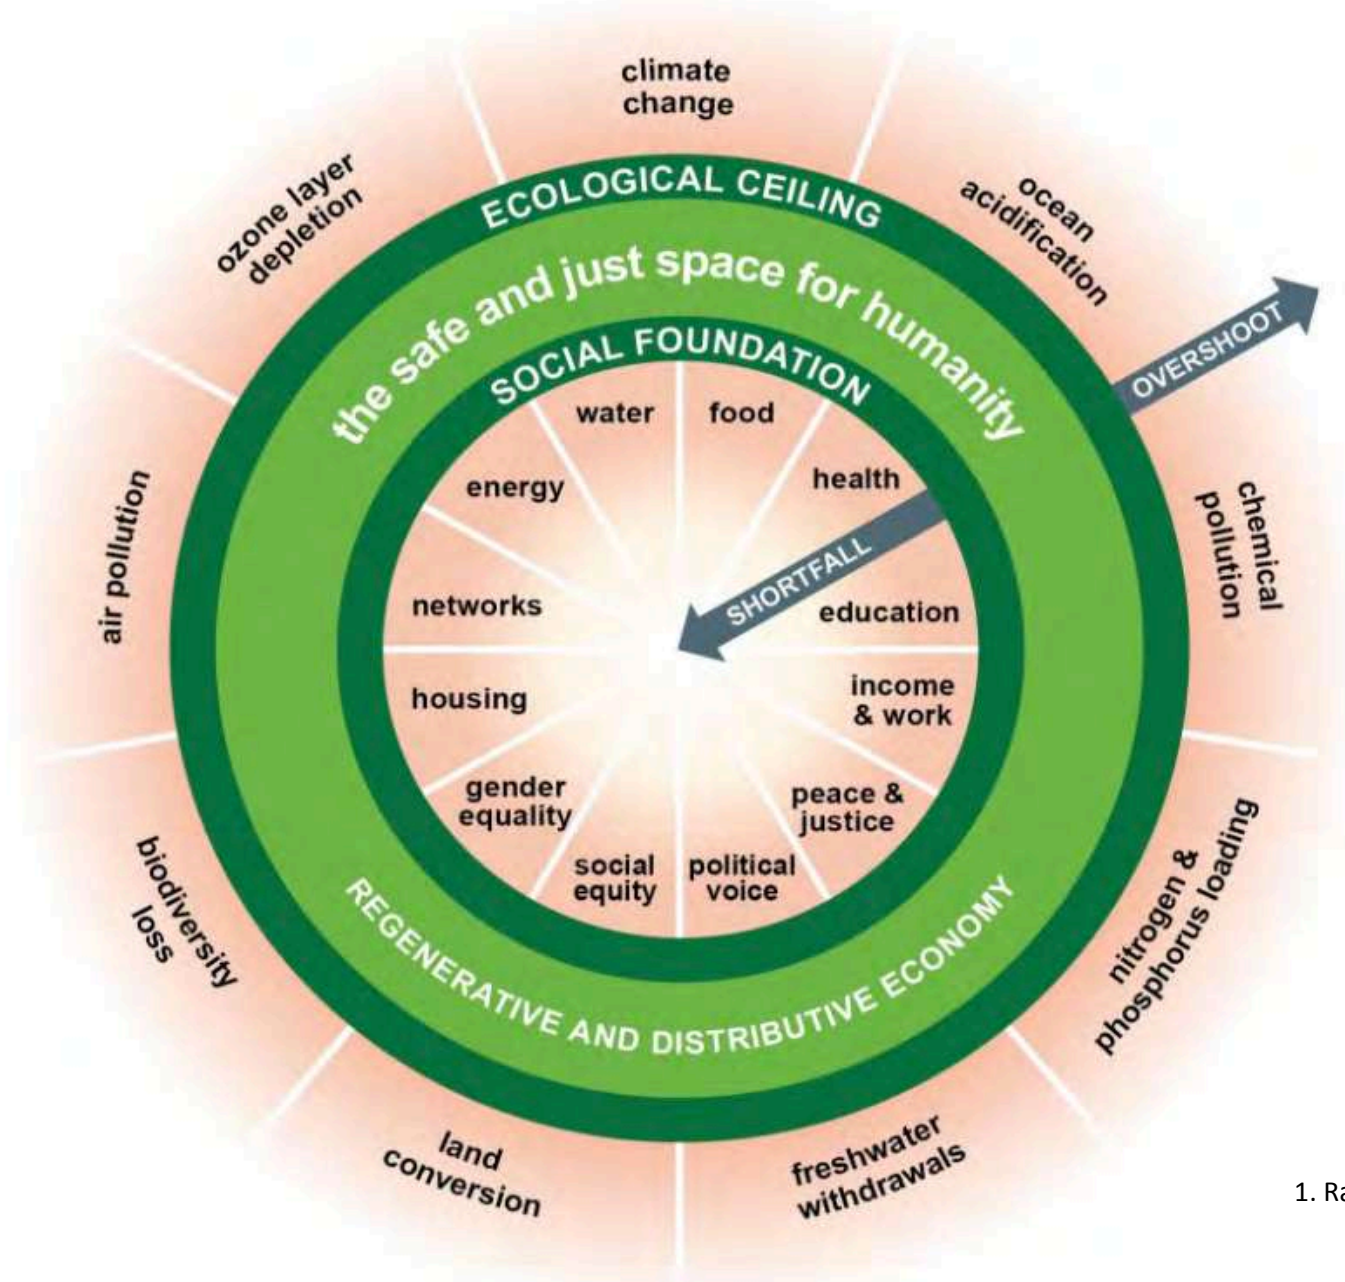 climate
change
ocean
acidification
OVERSHOOT
chemical
pollution
nitrogen &
phosphorus loading
freshwater
withdrawals
land
conversion
biodiversity
loss
air pollution
ozone layer
depletion
ECOLOGICAL CEILING
the safe and just space for humanity
SOCIAL FOUNDATION
water
food
health
SHORTFALL
education
income
& work
peace &
justice
political
voice
social
equity
gender
equality
housing
networks
energy
REGENERATIVE AND DISTRIBUTIVE ECONOMY
1. Ra